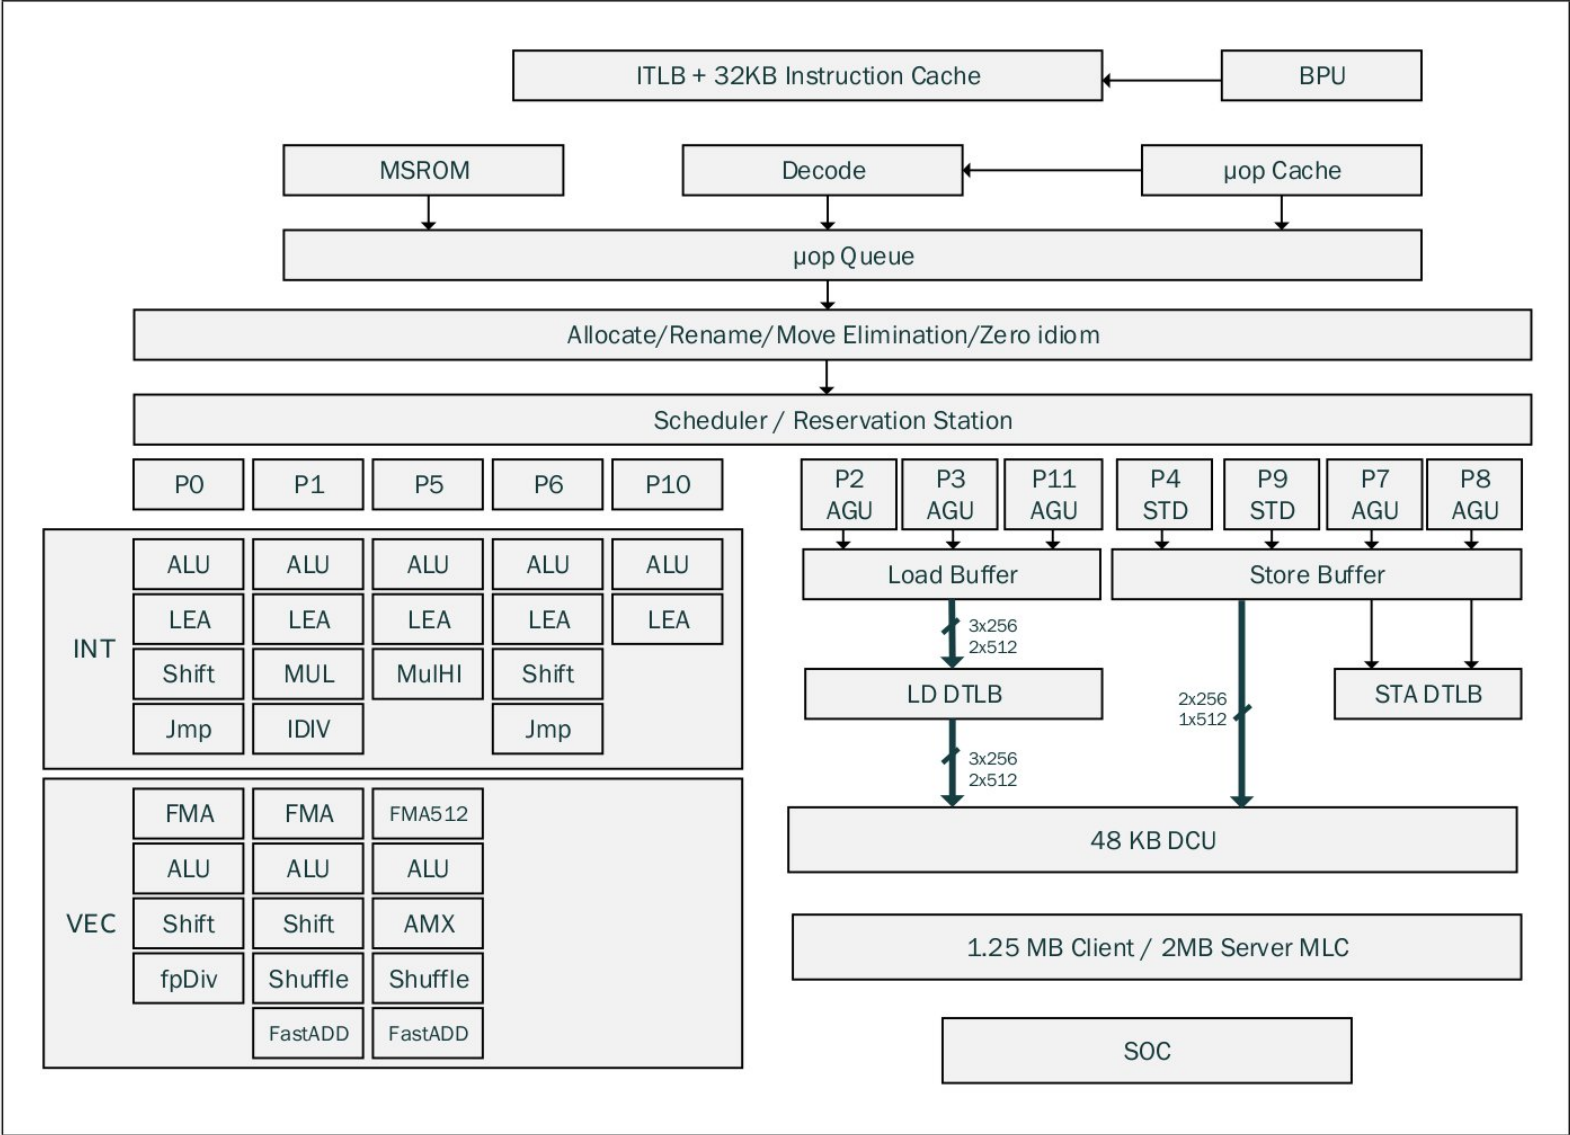 ITLB + 32KB Instruction Cache
BPU
MSROM
Decode
µop Cache
µop Queue
Allocate/Rename/Move Elimination/Zero idiom
Scheduler / Reservation Station
P0
P1
P5
P6
P10
P2
AGU
P3
AGU
P11
AGU
P4
STD
P9
STD
P7
AGU
P8
AGU
INT
ALU
ALU
ALU
ALU
ALU
LEA
LEA
LEA
LEA
LEA
Shift
MUL
MulHI
Shift
Jmp
IDIV
Jmp
VEC
FMA
FMA
FMA512
ALU
ALU
ALU
Shift
Shift
AMX
fpDiv
Shuffle
Shuffle
FastADD
FastADD
Load Buffer
Store Buffer
3x256
2x512
LD DTLB
STA DTLB
2x256
1x512
3x256
2x512
48 KB DCU
1.25 MB Client / 2MB Server MLC
SOC